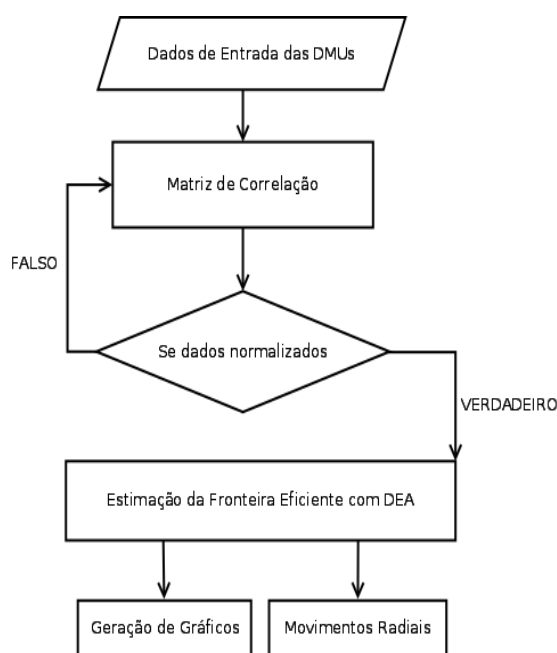 Dados de Entrada das DMUs
Matriz de Correlação
FALSO
Se dados normalizados
VERDADEIRO
Estimação da Fronteira Eficiente com DEA
Geração de Gráficos
Movimentos Radiais